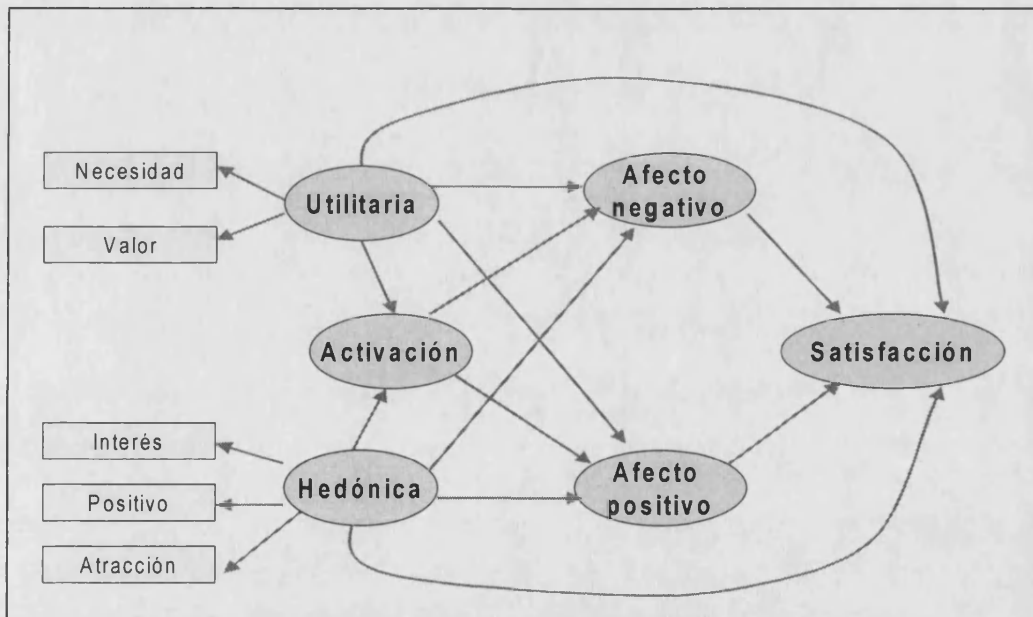 Necesidad
Valor
Utilitaria
Afecto
negativo
Activación
Satisfacción
Interés
Positivo
Atracción
Hedónica
Afecto
positivo